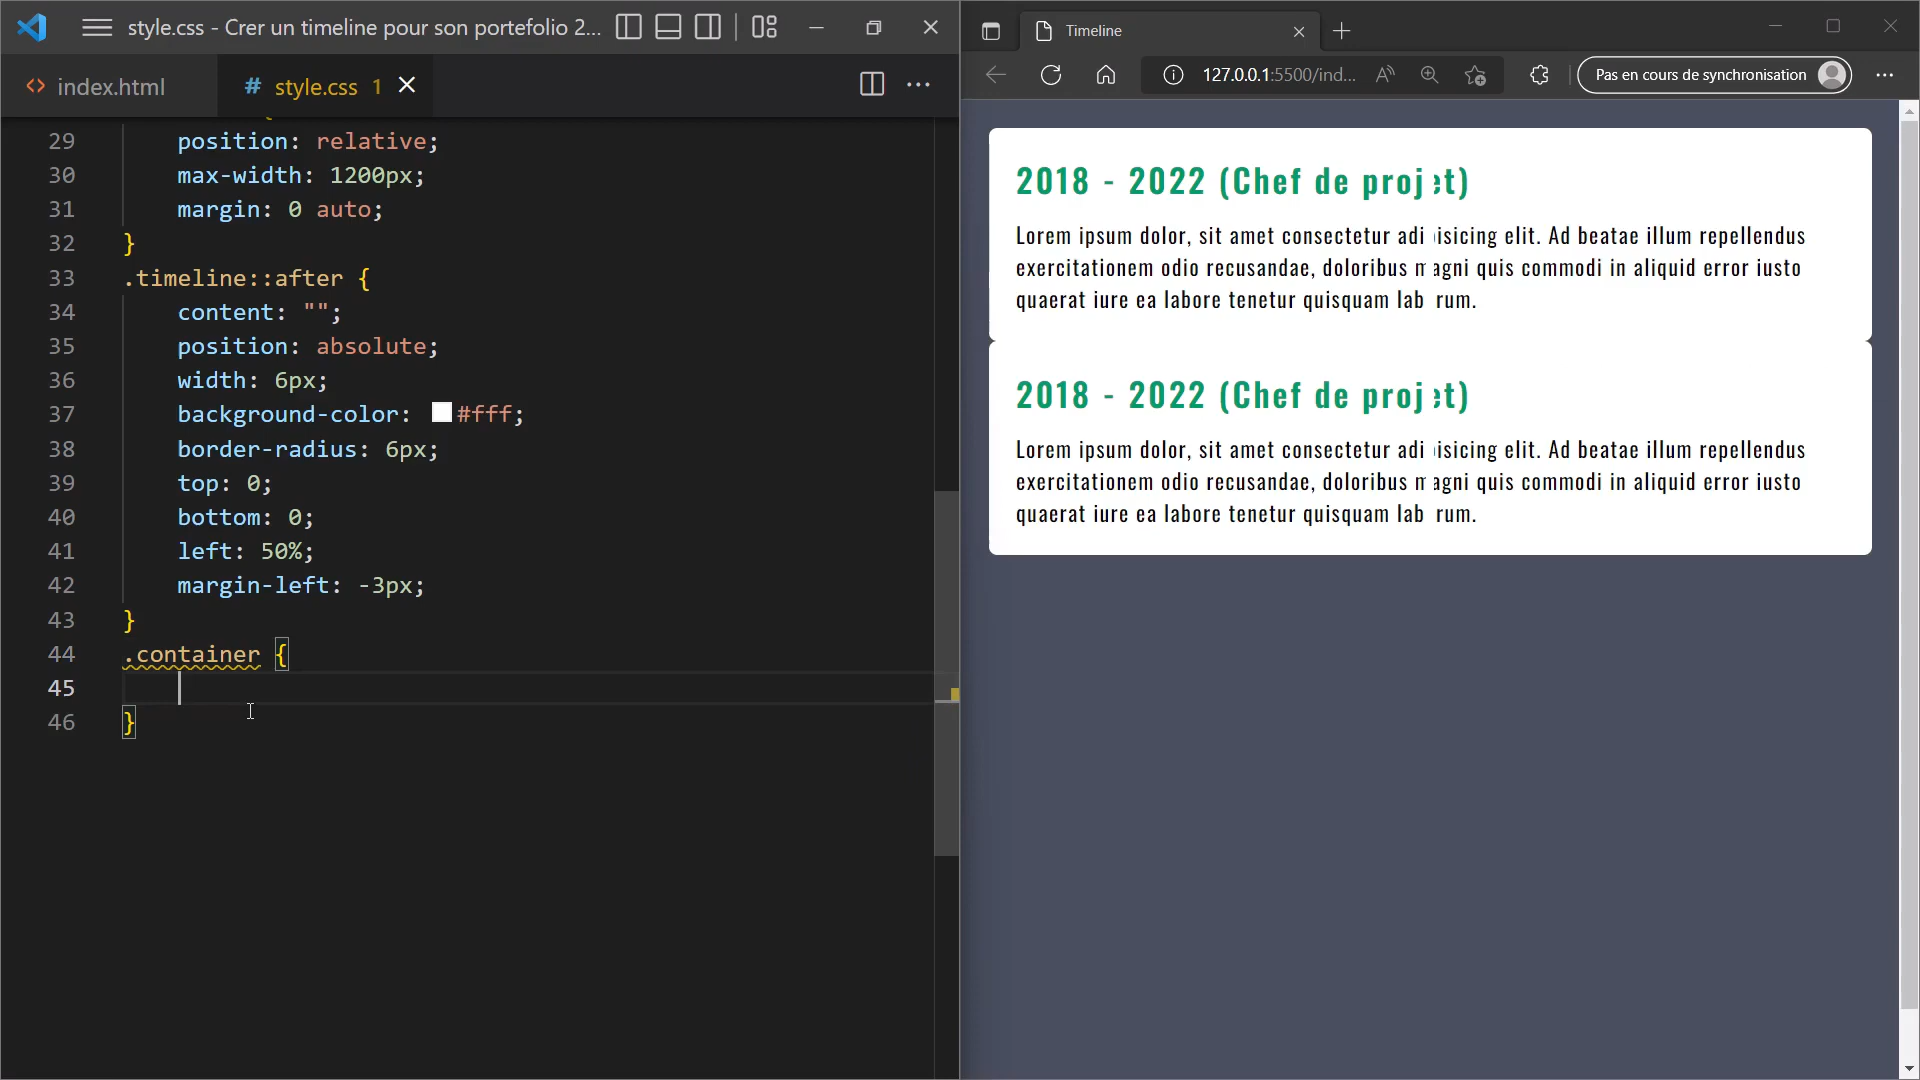 style.css - Crer un timeline pour son portefolio 2...
index.html
# style.css 1
29 position: relative;
30 max-width: 1200px;
31 margin: 0 auto;
32 }
33 .timeline::after {
34 content: "";
35 position: absolute;
36 width: 6px;
37 background-color: #fff;
38 border-radius: 6px;
39 top: 0;
40 bottom: 0;
41 left: 50%;
42 margin-left: -3px;
43 }
44 .container {
45
46 }
Timeline
127.0.0.1:5500/ind...
Pas en cours de synchronisation
2018 - 2022 (Chef de projet)
Lorem ipsum dolor, sit amet consectetur adi isicing elit. Ad beatae illum repellendus
exercitationem odio recusandae, doloribus magni quis commodi in aliquid error iusto
quaerat iure ea labore tenetur quisquam lab rum.
2018 - 2022 (Chef de projet)
Lorem ipsum dolor, sit amet consectetur adi isicing elit. Ad beatae illum repellendus
exercitationem odio recusandae, doloribus magni quis commodi in aliquid error iusto
quaerat iure ea labore tenetur quisquam lab rum.